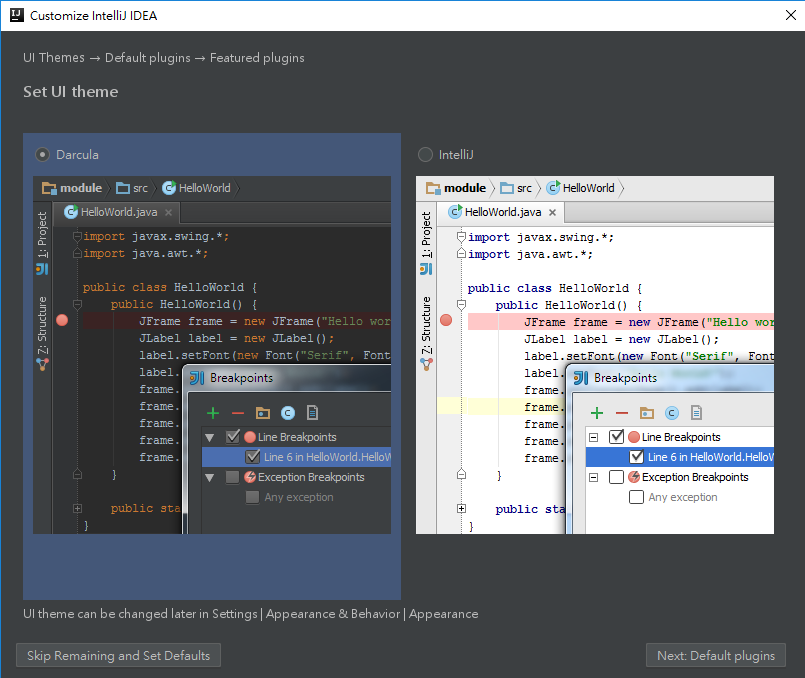 Customize IntelliJ IDEA
UI Themes → Default plugins → Featured plugins
Set UI theme
Darcula
module src HelloWorld
HelloWorld.java
1: Project
7: Structure
import javax.swing.*;
import java.awt.*;
public class HelloWorld {
public HelloWorld() {
JFrame frame = new JFrame("Hello wor
JLabel label = new JLabel();
label.setFont(new Font("Serif", Font
label.
frame.
frame.
frame.
frame.
frame.
}
public sta
}
Breakpoints
Line Breakpoints
Line 6 in HelloWorld.HelloW
Exception Breakpoints
Any exception
IntelliJ
module src HelloWorld
HelloWorld.java
1: Project
7: Structure
import javax.swing.*;
import java.awt.*;
public class HelloWorld {
public HelloWorld() {
JFrame frame = new JFrame("Hello wor
JLabel label = new JLabel();
label.setFont(new Font("Serif", Font
label.
frame.
frame.
frame.
frame.
frame.
}
public sta
}
Breakpoints
Line Breakpoints
Line 6 in HelloWorld.HelloW
Exception Breakpoints
Any exception
UI theme can be changed later in Settings | Appearance & Behavior | Appearance
Skip Remaining and Set Defaults
Next: Default plugins